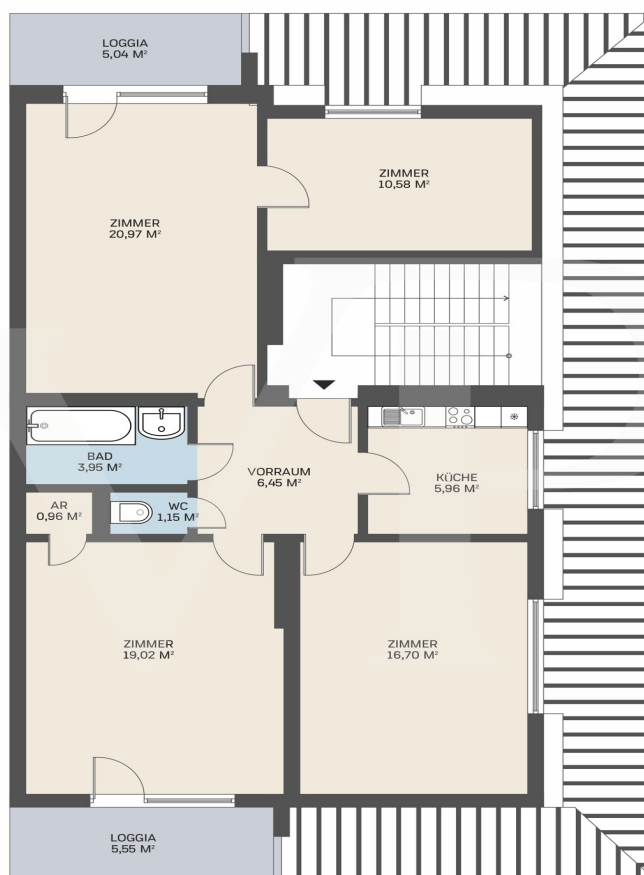 LOGGIA
5,04 M²
ZIMMER
10,58 M²
ZIMMER
20,97 M²
BAD
3,95 M²
VORRAUM
6,45 M²
KÜCHE
5,96 M²
AR
0,96 M²
WC
1,15 M²
ZIMMER
19,02 M²
ZIMMER
16,70 M²
LOGGIA
5,55 M²